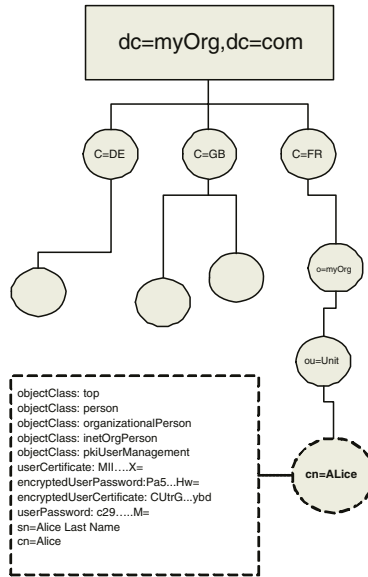 dc=myOrg,dc=com
C=DE
C=GB
C=FR
o=myOrg
ou=Unit
cn=ALice
objectClass: top
objectClass: person
objectClass: organizationalPerson
objectClass: inetOrgPerson
objectClass: pkiUserManagement
userCertificate: MII….X=
encryptedUserPassword:Pa5...Hw=
encryptedUserCertificate: CUtrG...ybd
userPassword: c29…..M=
sn=Alice Last Name
cn=Alice